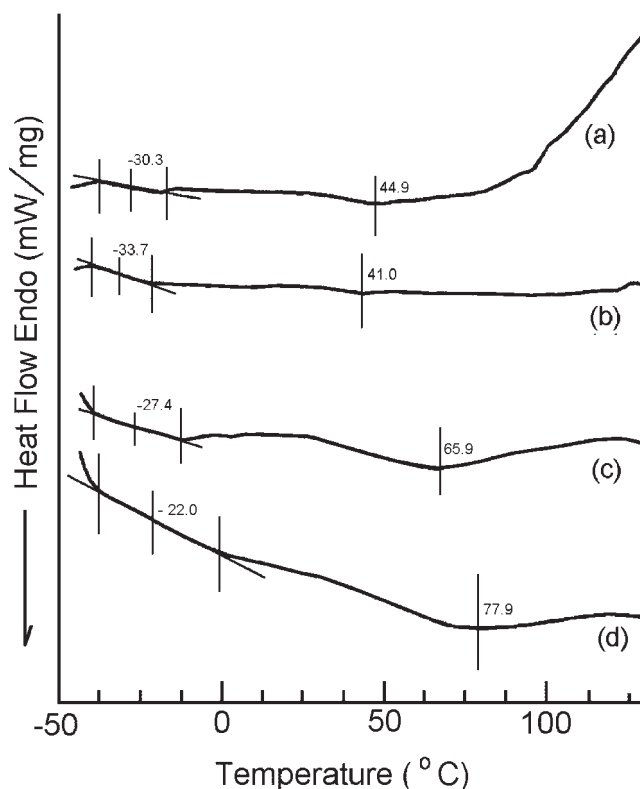 Heat Flow Endo (mW/mg)
-30.3
44.9
(a)
-33.7
41.0
(b)
-27.4
65.9
(c)
- 22.0
77.9
(d)
-50 0 50 100
Temperature ( °C)